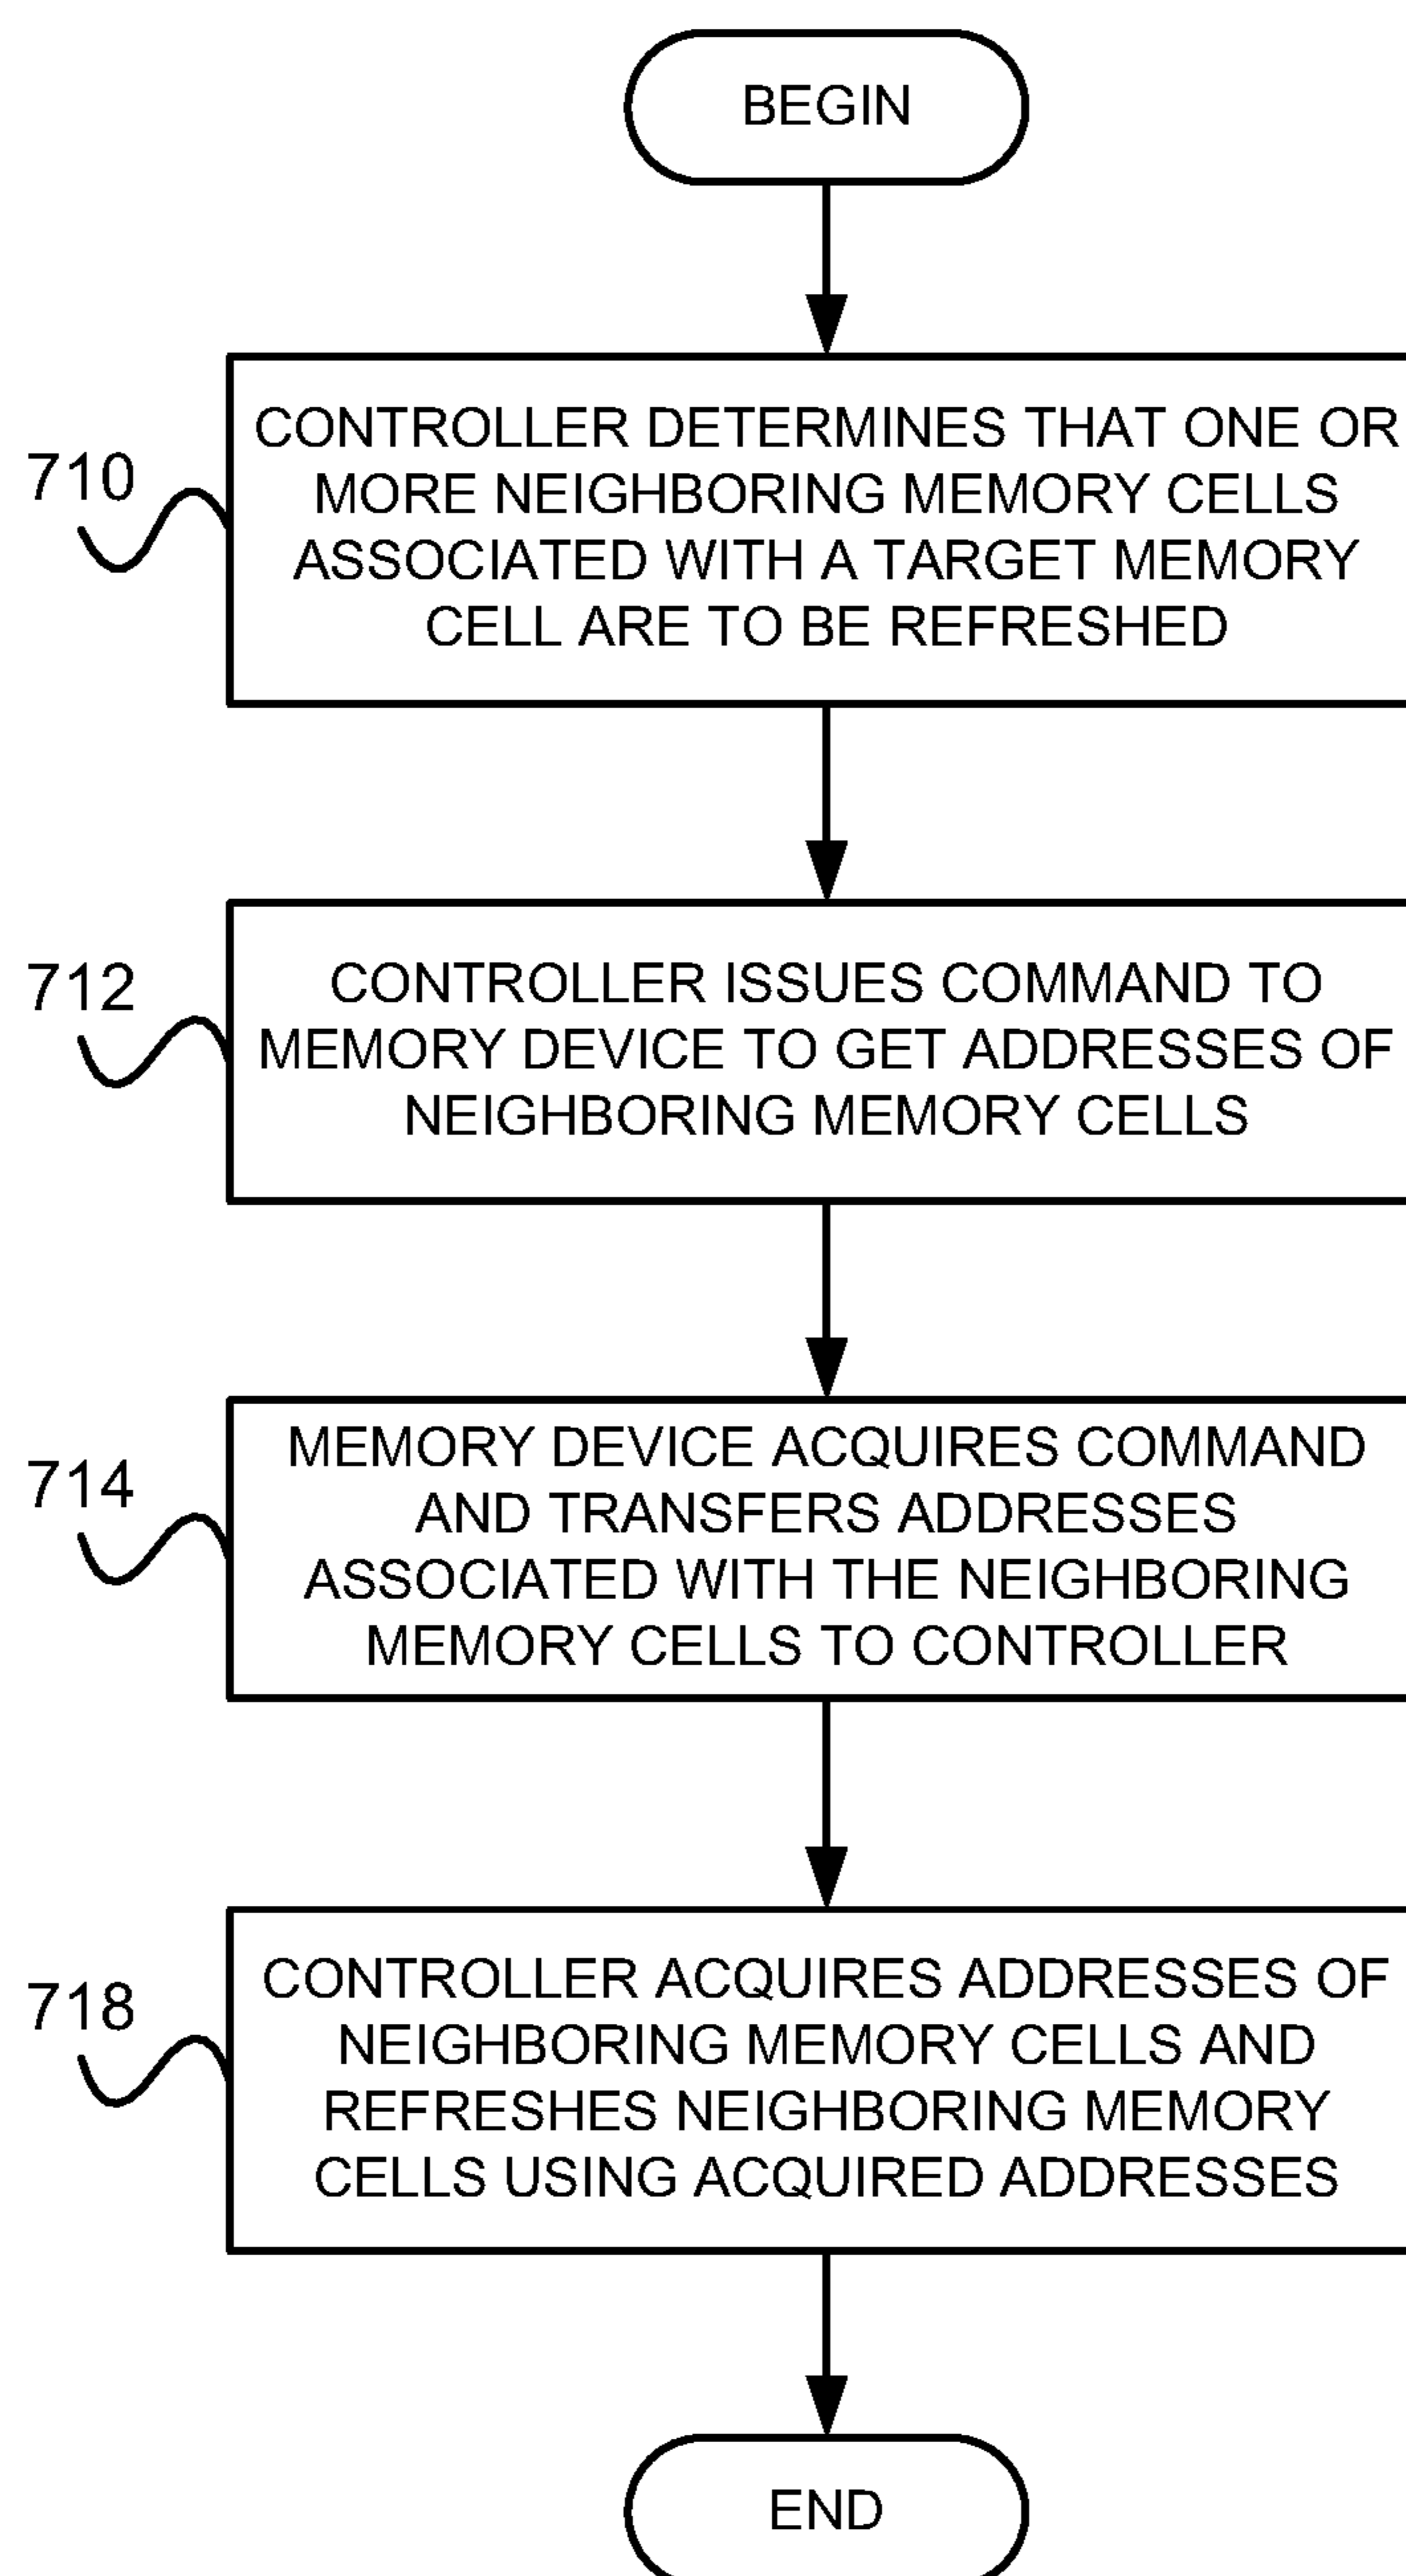 BEGIN
710
CONTROLLER DETERMINES THAT ONE OR
MORE NEIGHBORING MEMORY CELLS
ASSOCIATED WITH A TARGET MEMORY
CELL ARE TO BE REFRESHED
712
CONTROLLER ISSUES COMMAND TO
MEMORY DEVICE TO GET ADDRESSES OF
NEIGHBORING MEMORY CELLS
714
MEMORY DEVICE ACQUIRES COMMAND
AND TRANSFERS ADDRESSES
ASSOCIATED WITH THE NEIGHBORING
MEMORY CELLS TO CONTROLLER
718
CONTROLLER ACQUIRES ADDRESSES OF
NEIGHBORING MEMORY CELLS AND
REFRESHES NEIGHBORING MEMORY
CELLS USING ACQUIRED ADDRESSES
END